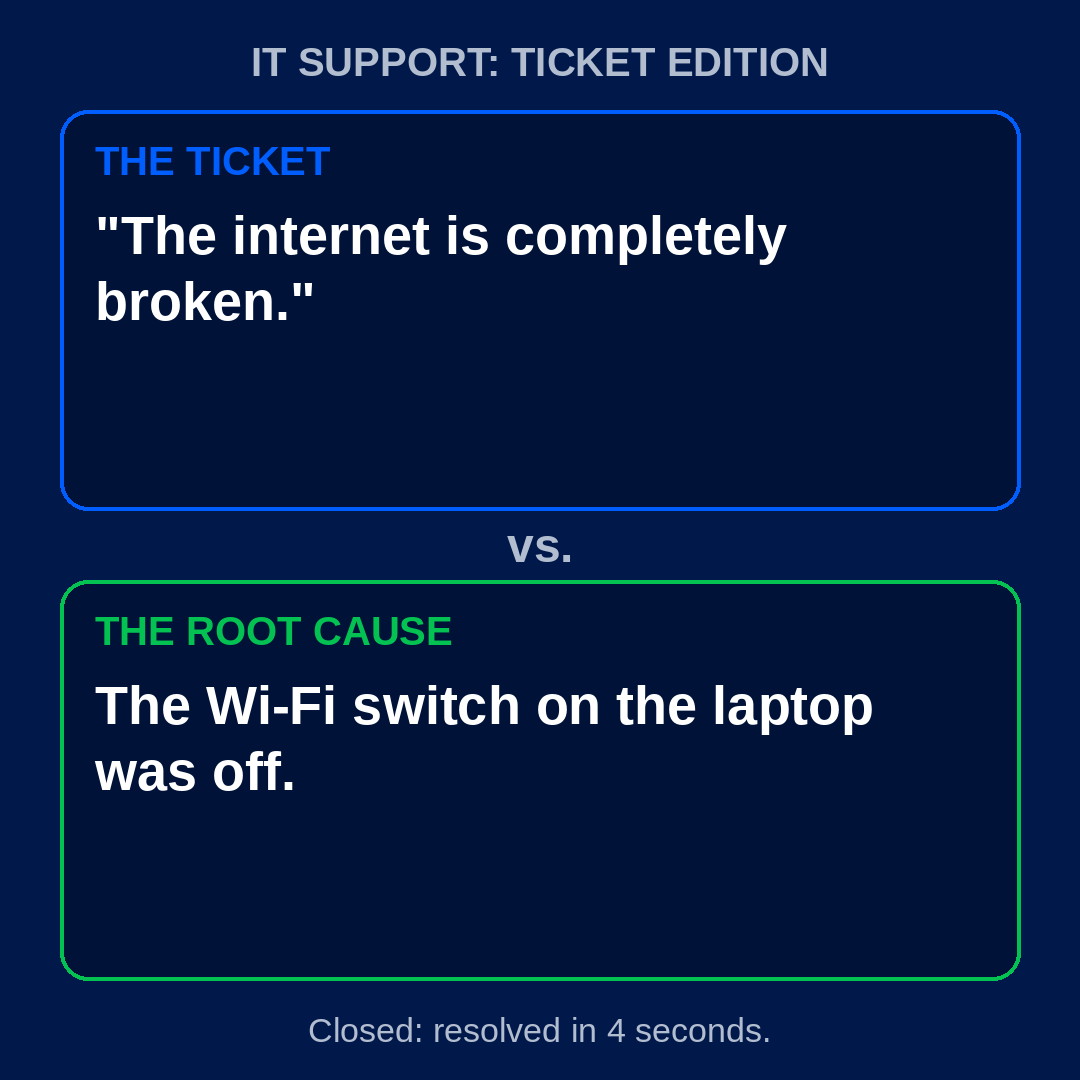 IT SUPPORT: TICKET EDITION
THE TICKET
"The internet is completely
broken."
vs.
THE ROOT CAUSE
The Wi-Fi switch on the laptop
was off.
Closed: resolved in 4 seconds.